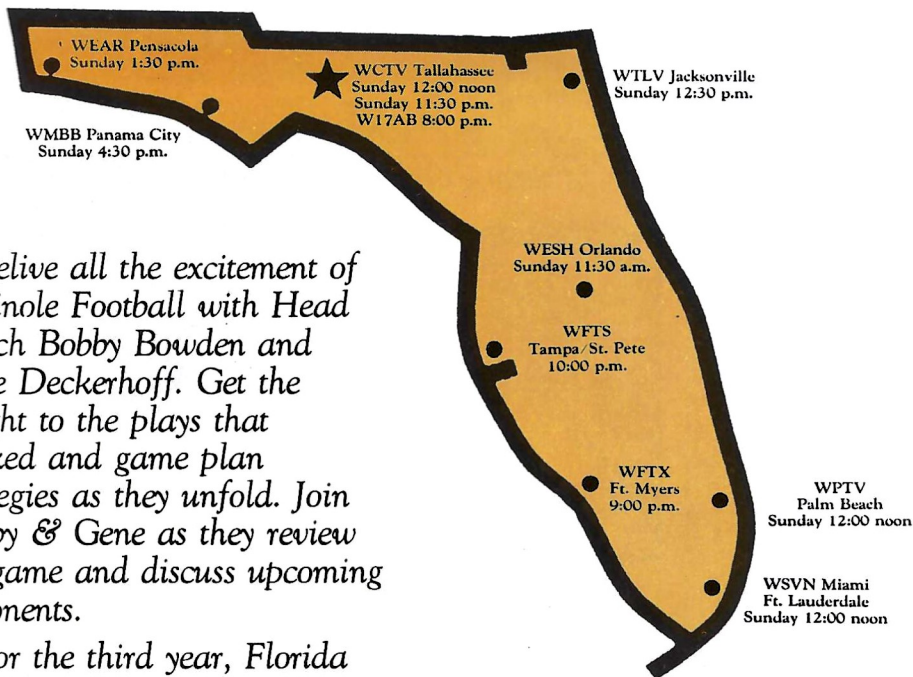 WEAR Pensacola
Sunday 1:30 p.m.
WCTV Tallahassee
Sunday 12:00 noon
Sunday 11:30 p.m.
W17AB 8:00 p.m.
WTLV Jacksonville
Sunday 12:30 p.m.
WMBB Panama City
Sunday 4:30 p.m.
WESH Orlando
Sunday 11:30 a.m.
WFTS
Tampa/St. Pete
10:00 p.m.
WFTX
Ft. Myers
9:00 p.m.
WPTV
Palm Beach
Sunday 12:00 noon
WSVN Miami
Ft. Lauderdale
Sunday 12:00 noon
elive all the excitement of
inole Football with Head
ch Bobby Bowden and
e Deckerhoff. Get the
ht to the plays that
ked and game plan
egies as they unfold. Join
by & Gene as they review
game and discuss upcoming
onents.
or the third year, Florida